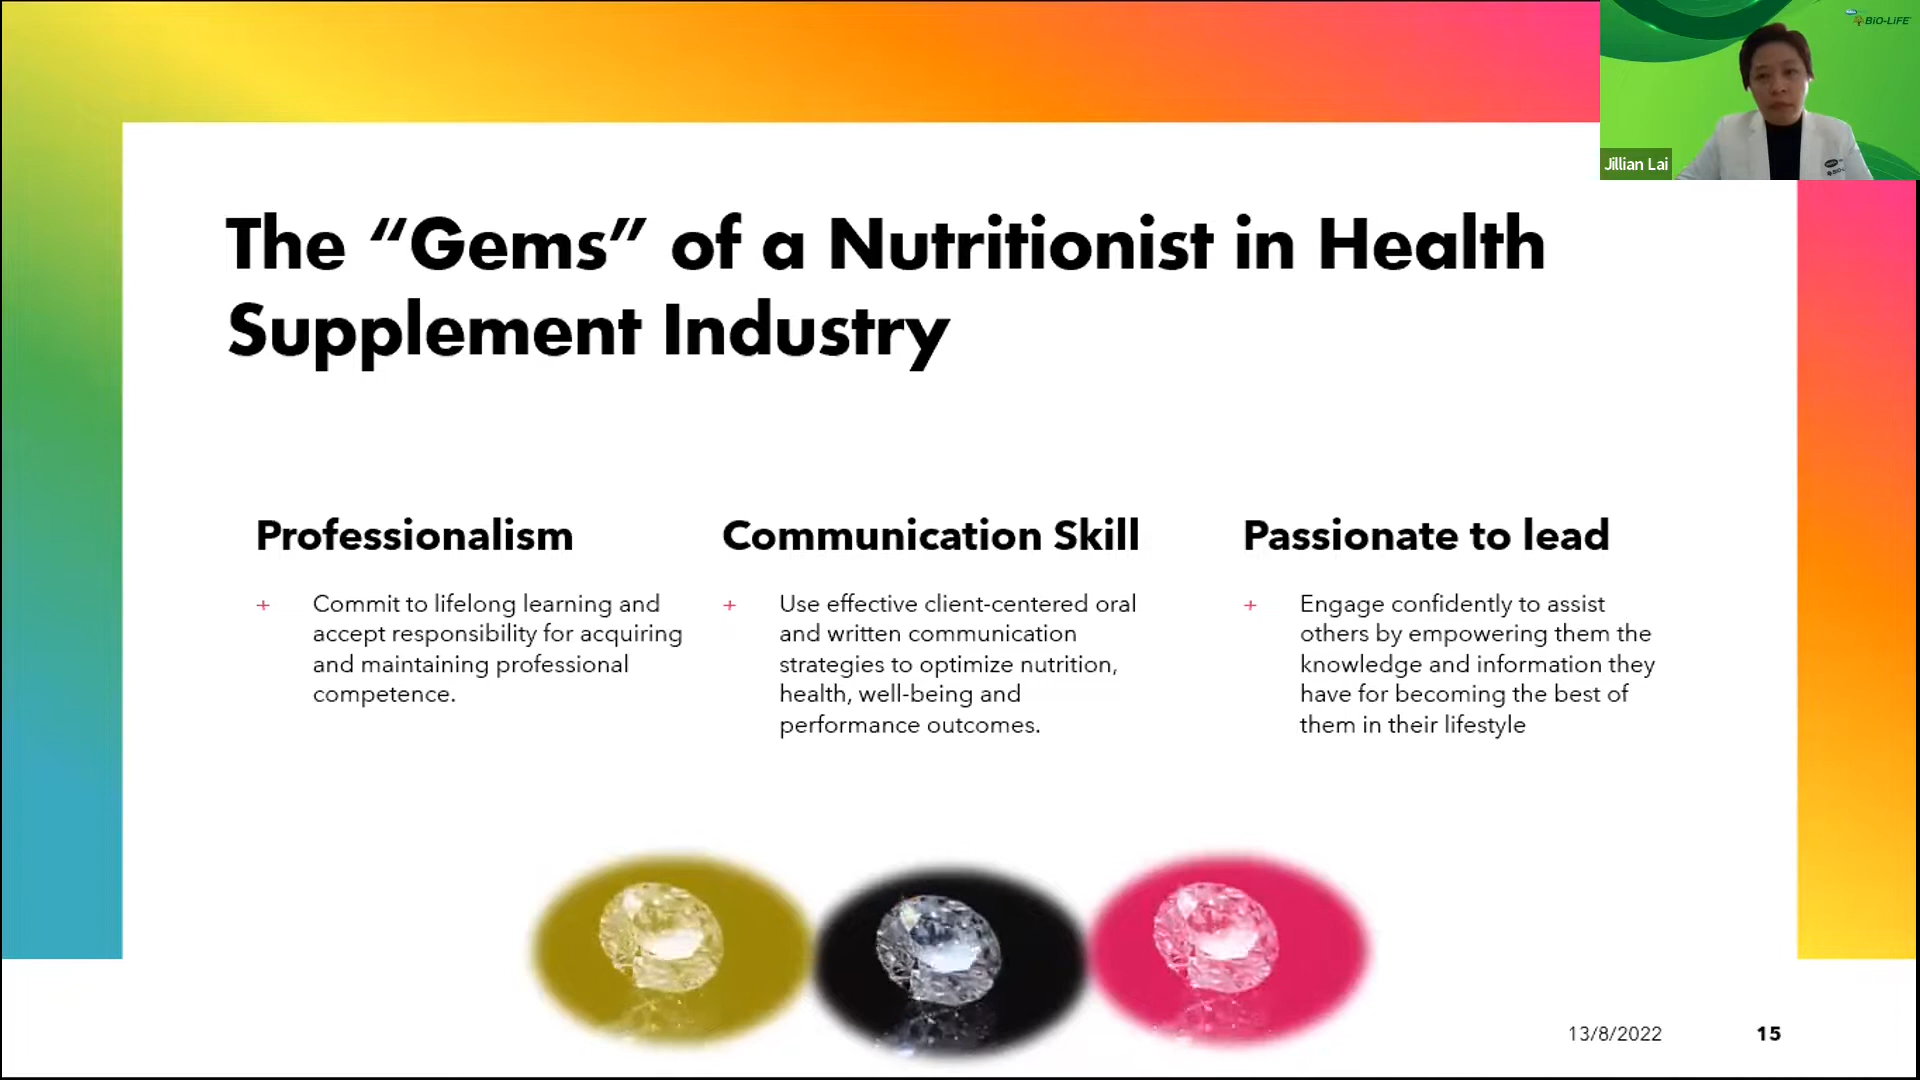 BiO-LiFE
Jillian Lai
The “Gems” of a Nutritionist in Health
Supplement Industry
Professionalism
+ Commit to lifelong learning and
accept responsibility for acquiring
and maintaining professional
competence.
Communication Skill
+ Use effective client-centered oral
and written communication
strategies to optimize nutrition,
health, well-being and
performance outcomes.
Passionate to lead
+ Engage confidently to assist
others by empowering them the
knowledge and information they
have for becoming the best of
them in their lifestyle
13/8/2022
15